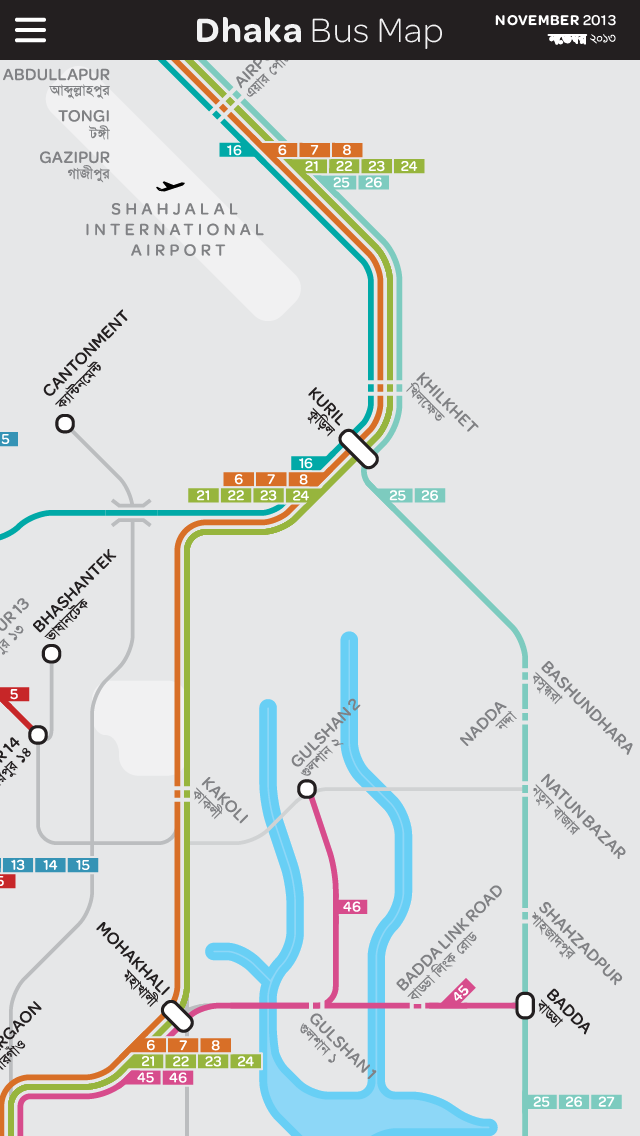 Dhaka Bus Map
NOVEMBER 2013
নভেম্বর ২০১৩
ABDULLAPUR
আব্দুল্লাহপুর
TONGI
টঙ্গী
GAZIPUR
গাজীপুর
16
6 7 8
21 22 23 24
25 26
SHAHJALAL
INTERNATIONAL
AIRPORT
CANTONMENT
ক্যান্টনমেন্ট
KHILKHET
খিলক্ষেত
KURIL
কুড়িল
5
16
6 7 8
21 22 23 24
25 26
BHASHANTEK
ভাষানটেক
5
BASHUNDHARA
বসুন্ধরা
NADDA
নদ্দা
GULSHAN 2
গুলশান ২
KAKOLI
কাকলী
NATUN BAZAR
নতুন বাজার
13 14 15
46
BADDA LINK ROAD
বাড্ডা লিংক রোড
SHAHZADPUR
শাহজাদপুর
MOHAKHALI
মহাখালী
45
BADDA
বাড্ডা
GULSHAN 1
গুলশান ১
6 7 8
21 22 23 24
45 46
25 26 27